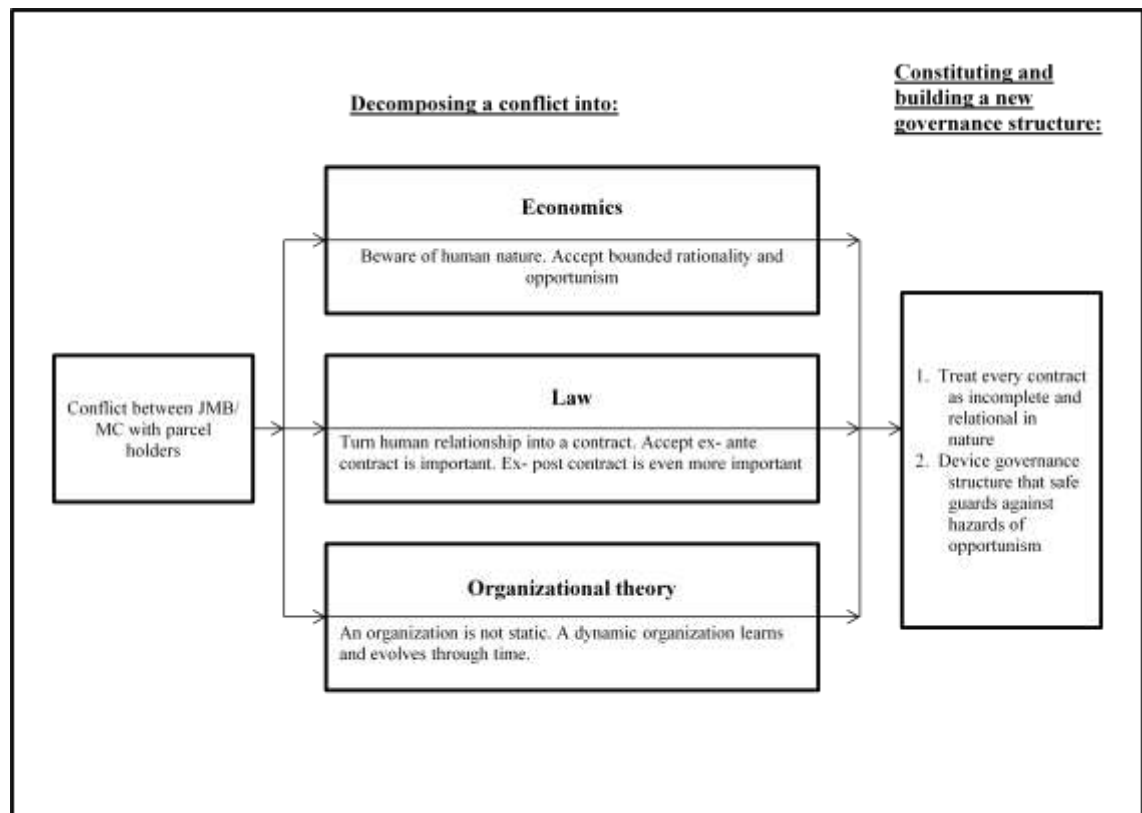 Decomposing a conflict into:
Constituting and
building a new
governance structure:
Conflict between JMB/
MC with parcel
holders
Economics
Beware of human nature. Accept bounded rationality and
opportunism
Law
Turn human relationship into a contract. Accept ex- ante
contract is important. Ex- post contract is even more important
Organizational theory
An organization is not static. A dynamic organization learns
and evolves through time.
1. Treat every contract
as incomplete and
relational in
nature
2. Device governance
structure that safe
guards against
hazards of
opportunism